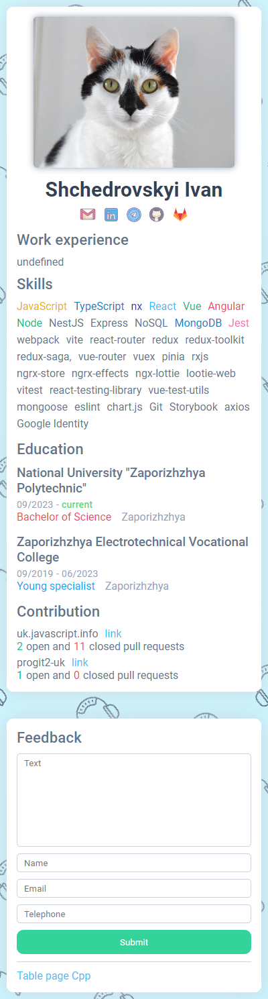 Shchedrovskyi Ivan
in
Work experience
undefined
Skills
JavaScript TypeScript nx React Vue Angular
Node NestJS Express NoSQL MongoDB Jest
webpack vite react-router redux redux-toolkit
redux-saga, vue-router vuex pinia rxjs
ngrx-store ngrx-effects ngx-lottie lootie-web
vitest react-testing-library vue-test-utils
mongoose eslint chart.js Git Storybook axios
Google Identity
Education
National University "Zaporizhzhya
Polytechnic"
09/2023 - current
Bachelor of Science Zaporizhzhya
Zaporizhzhya Electrotechnical Vocational
College
09/2019 - 06/2023
Young specialist Zaporizhzhya
Contribution
uk.javascript.info link
2 open and 11 closed pull requests
progit2-uk link
1 open and 0 closed pull requests
Feedback
Text
Name
Email
Telephone
Submit
Table page Cpp